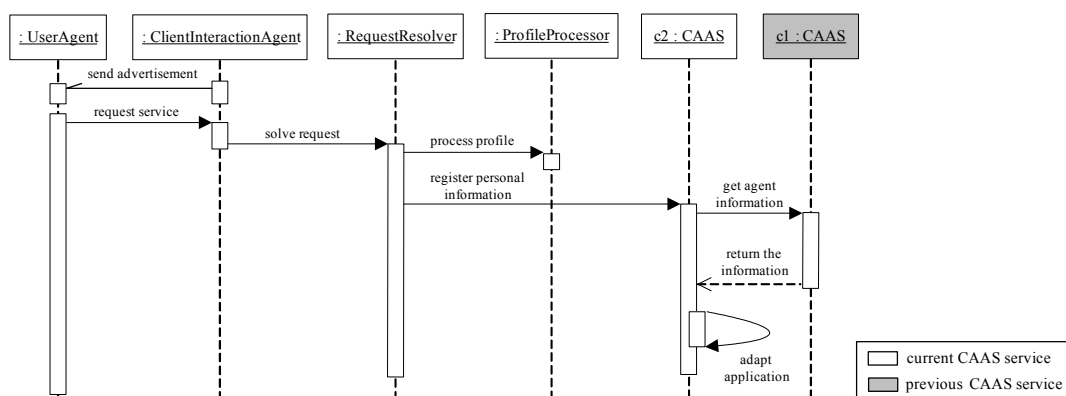 : UserAgent
: ClientInteractionAgent
: RequestResolver
: ProfileProcessor
c2 : CAAS
c1 : CAAS
send advertisement
request service
solve request
process profile
register personal
information
get agent
information
return the
information
adapt
application
current CAAS service
previous CAAS service